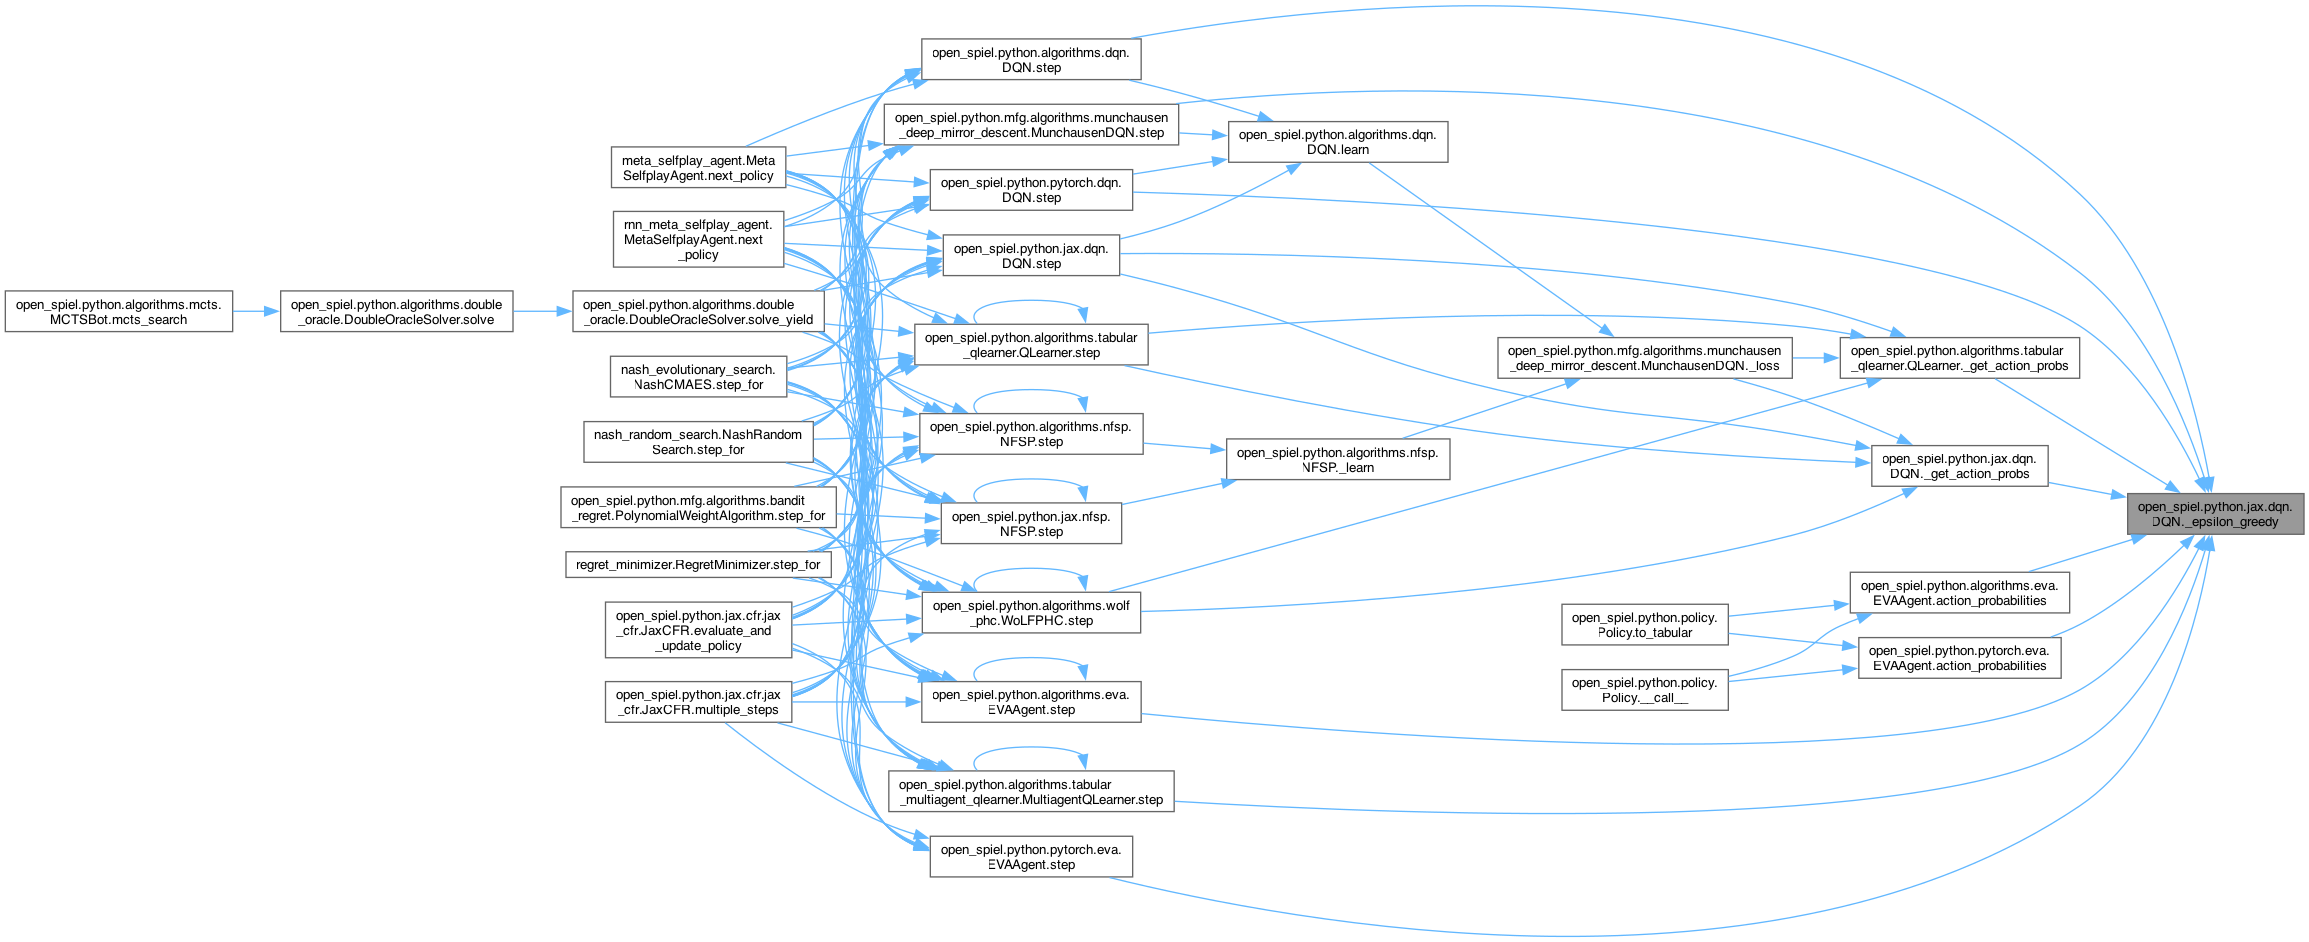 open_spiel.python.algorithms.mcts.
MCTSBot.mcts_search
open_spiel.python.algorithms.double
_oracle.DoubleOracleSolver.solve
meta_selfplay_agent.Meta
SelfplayAgent.next_policy
rnn_meta_selfplay_agent.
MetaSelfplayAgent.next
_policy
open_spiel.python.algorithms.double
_oracle.DoubleOracleSolver.solve_yield
nash_evolutionary_search.
NashCMAES.step_for
nash_random_search.NashRandom
Search.step_for
open_spiel.python.mfg.algorithms.bandit
_regret.PolynomialWeightAlgorithm.step_for
regret_minimizer.RegretMinimizer.step_for
open_spiel.python.jax.cfr.jax
_cfr.JaxCFR.evaluate_and
_update_policy
open_spiel.python.jax.cfr.jax
_cfr.JaxCFR.multiple_steps
open_spiel.python.algorithms.dqn.
DQN.step
open_spiel.python.mfg.algorithms.munchausen
_deep_mirror_descent.MunchausenDQN.step
open_spiel.python.pytorch.dqn.
DQN.step
open_spiel.python.jax.dqn.
DQN.step
open_spiel.python.algorithms.tabular
_qlearner.QLearner.step
open_spiel.python.algorithms.nfsp.
NFSP.step
open_spiel.python.jax.nfsp.
NFSP.step
open_spiel.python.algorithms.wolf
_phc.WoLFPHC.step
open_spiel.python.algorithms.eva.
EVAAgent.step
open_spiel.python.algorithms.tabular
_multiagent_qlearner.MultiagentQLearner.step
open_spiel.python.pytorch.eva.
EVAAgent.step
open_spiel.python.algorithms.dqn.
DQN.learn
open_spiel.python.algorithms.nfsp.
NFSP._learn
open_spiel.python.mfg.algorithms.munchausen
_deep_mirror_descent.MunchausenDQN._loss
open_spiel.python.policy.
Policy.to_tabular
open_spiel.python.policy.
Policy.__call__
open_spiel.python.algorithms.tabular
_qlearner.QLearner._get_action_probs
open_spiel.python.jax.dqn.
DQN._get_action_probs
open_spiel.python.algorithms.eva.
EVAAgent.action_probabilities
open_spiel.python.pytorch.eva.
EVAAgent.action_probabilities
open_spiel.python.jax.dqn.
DQN._epsilon_greedy